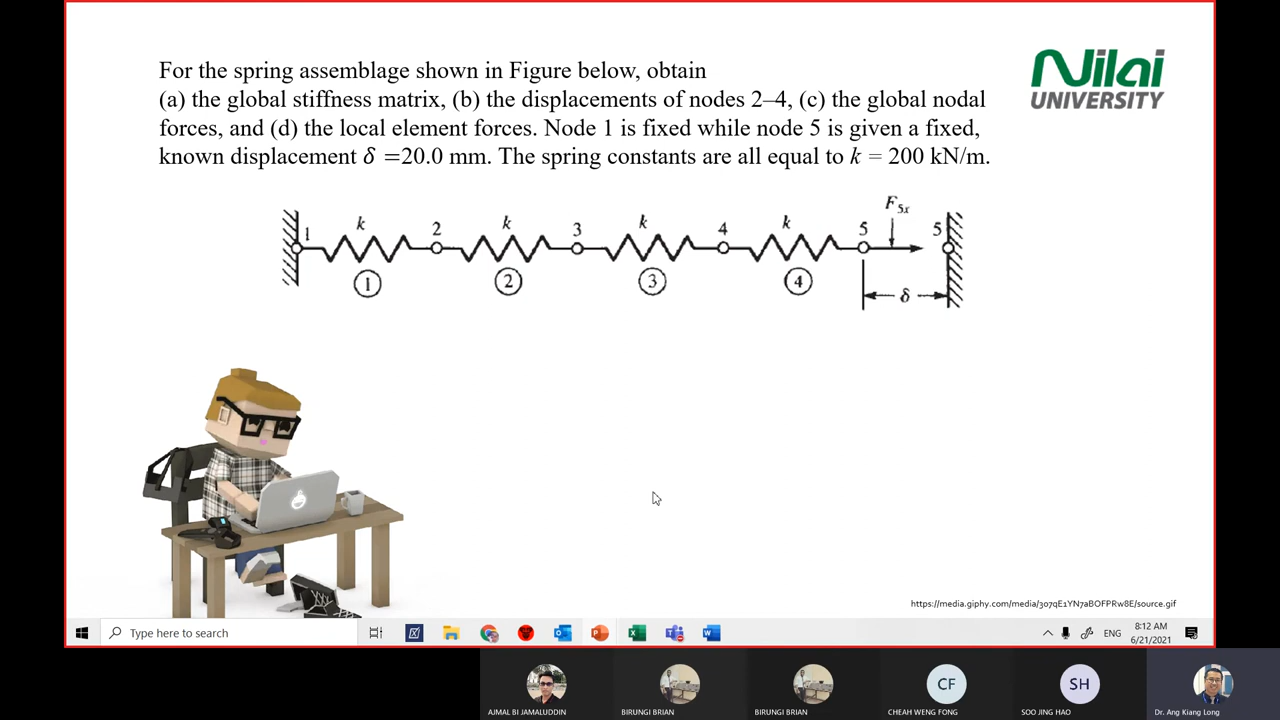 For the spring assemblage shown in Figure below, obtain
(a) the global stiffness matrix, (b) the displacements of nodes 2–4, (c) the global nodal
forces, and (d) the local element forces. Node 1 is fixed while node 5 is given a fixed,
known displacement δ =20.0 mm. The spring constants are all equal to k = 200 kN/m.
Nilai
UNIVERSITY
F5x
1 k 2 k 3 k 4 k 5 5
1 2 3 4 δ
https://media.giphy.com/media/307qE1YN7aBOFPRw8E/source.gif
Type here to search
ENG
8:12 AM
6/21/2021
AJMAL BI JAMALUDDIN
BIRUNGI BRIAN
BIRUNGI BRIAN
CF
CHEAH WENG FONG
SH
SOO JING HAO
Dr. Ang Kiang Long